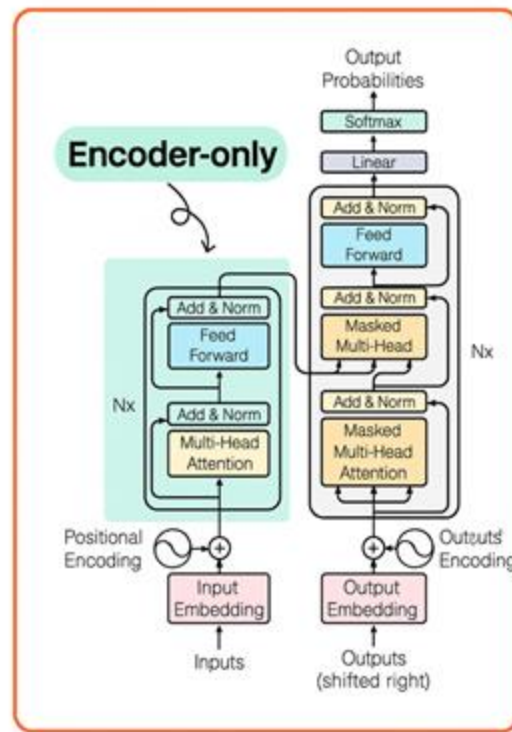 Output
Probabilities
Softmax
Linear
Add & Norm
Feed
Forward
Add & Norm
Masked
Multi-Head
Nx
Add & Norm
Masked
Multi-Head
Attention
Outputs
Encoding
Output
Embedding
Outputs
(shifted right)
Encoder-only
Add & Norm
Feed
Forward
Nx
Add & Norm
Multi-Head
Attention
Positional
Encoding
Input
Embedding
Inputs